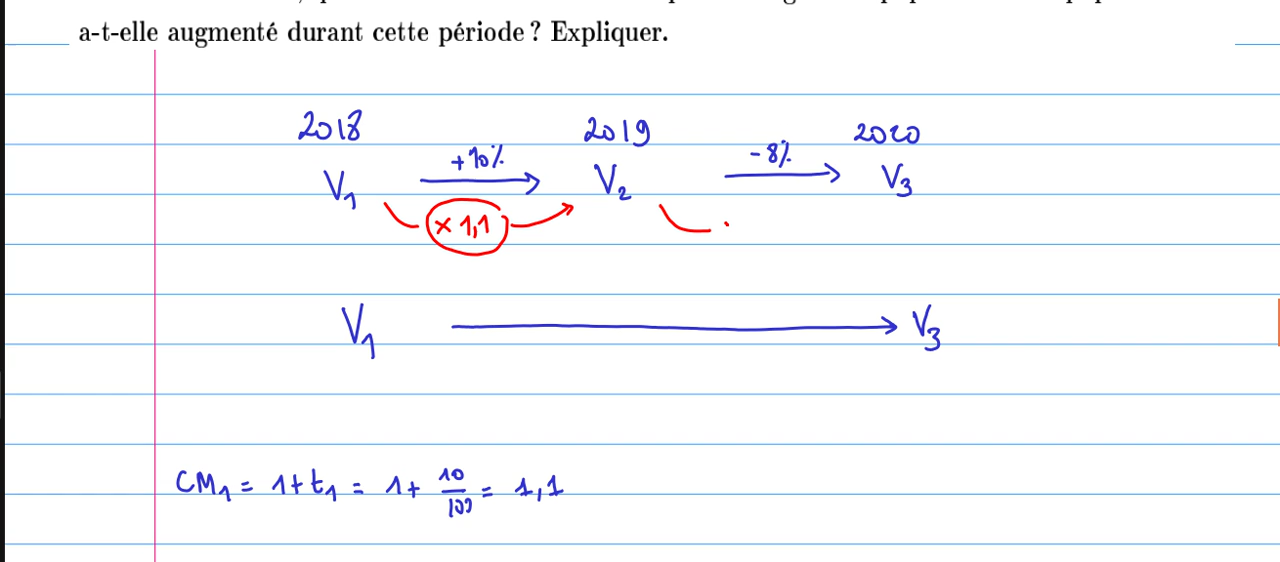 a-t-elle augmenté durant cette période ? Expliquer.
2018 2019 2020
+10% -8%
V1 V2 V3
× 1,1
V1 V3
CM1 = 1+t1 = 1+ 10/100 = 1,1